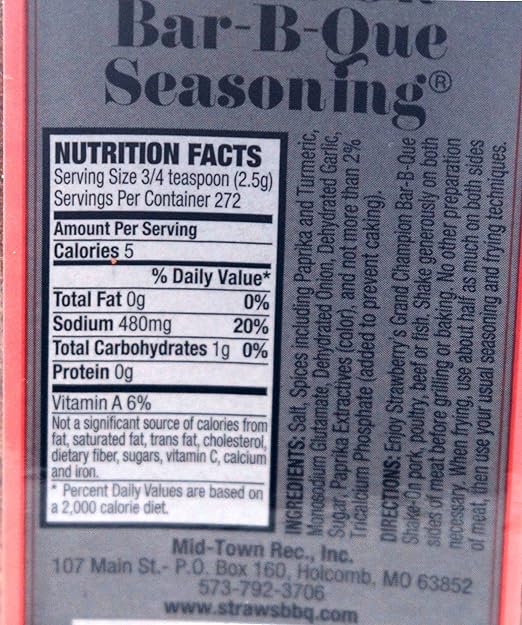 Bar-B-Que
Seasoning®
NUTRITION FACTS
Serving Size 3/4 teaspoon (2.5g)
Servings Per Container 272
Amount Per Serving
Calories 5
% Daily Value*
Total Fat 0g 0%
Sodium 480mg 20%
Total Carbohydrates 1g 0%
Protein 0g
Vitamin A 6%
Not a significant source of calories from
fat, saturated fat, trans fat, cholesterol,
dietary fiber, sugars, vitamin C, calcium
and iron.
* Percent Daily Values are based on
a 2,000 calorie diet.
INGREDIENTS: Salt, Spices including Paprika and Turmeric,
Monosodium Glutamate, Dehydrated Onion, Dehydrated Garlic,
Sugar, Paprika Extractives (color), and not more than 2%
Tricalcium Phosphate (added to prevent caking).
DIRECTIONS: Enjoy Strawberry's Grand Champion Bar-B-Que
Shake-On pork, poultry, beef or fish. Shake generously on both
sides of meat before grilling or baking. No other preparation
necessary. When frying, use about half as much on both sides
of meat, then use your usual seasoning and frying techniques.
Mid-Town Rec., Inc.
107 Main St.- P.O. Box 160, Holcomb, MO 63852
573-792-3706
www.strawsbbq.com